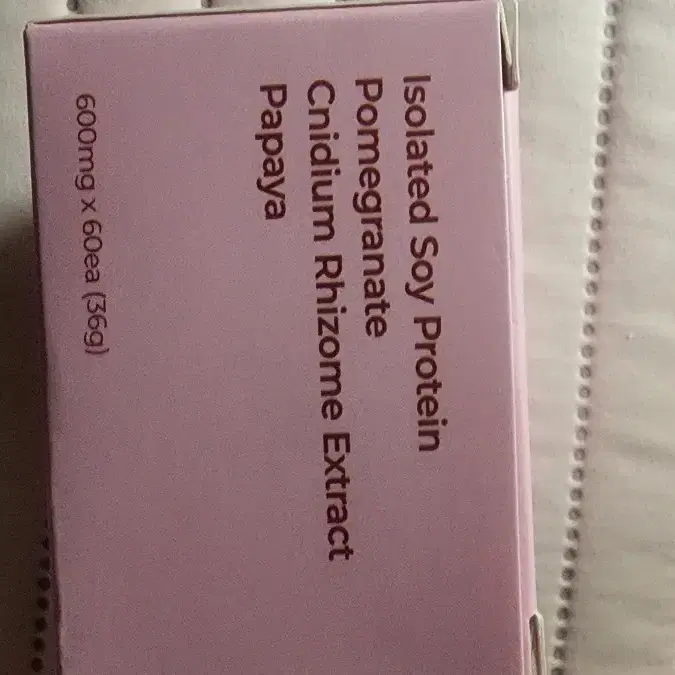 Isolated Soy Protein
Pomegranate
Cnidium Rhizome Extract
Papaya
600mg x 60ea (36g)